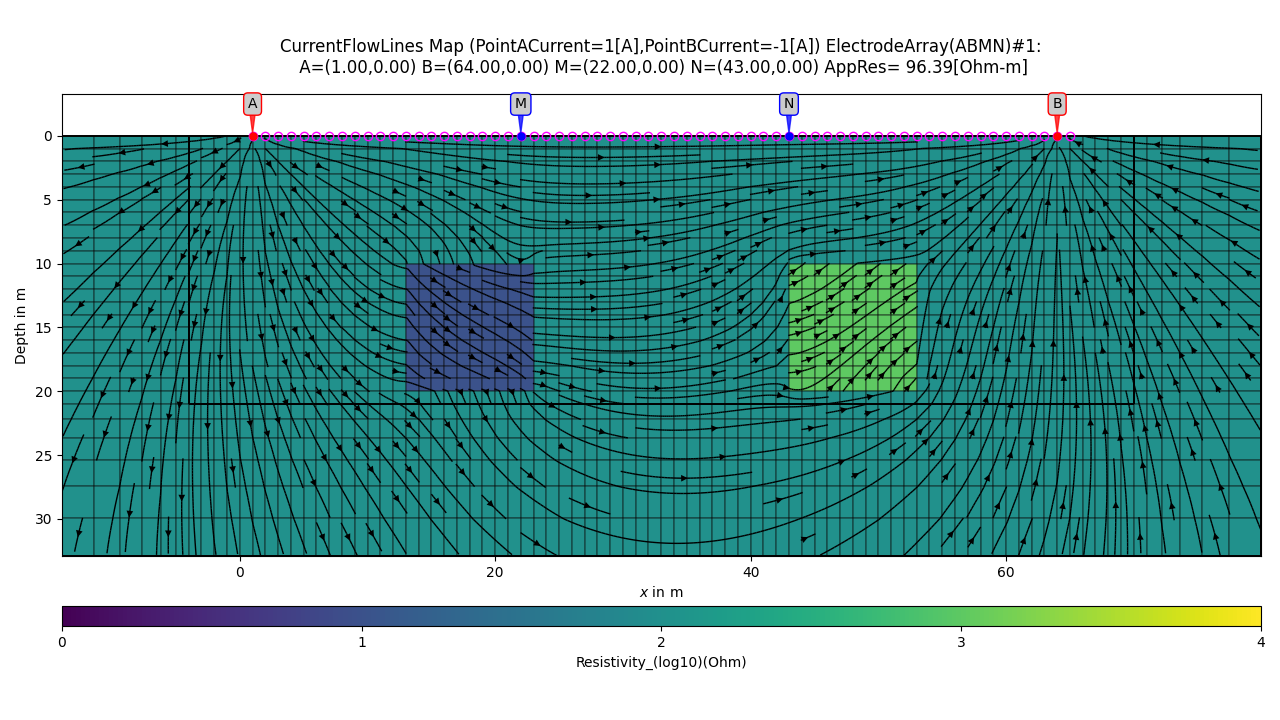 CurrentFlowLines Map (PointACurrent=1[A],PointBCurrent=-1[A]) ElectrodeArray(ABMN)#1:
A=(1.00,0.00) B=(64.00,0.00) M=(22.00,0.00) N=(43.00,0.00) AppRes= 96.39[Ohm-m]
A M N B
0
5
10
15
20
25
30
Depth in m
0 20 40 60
x in m
0 1 2 3 4
Resistivity_(log10)(Ohm)